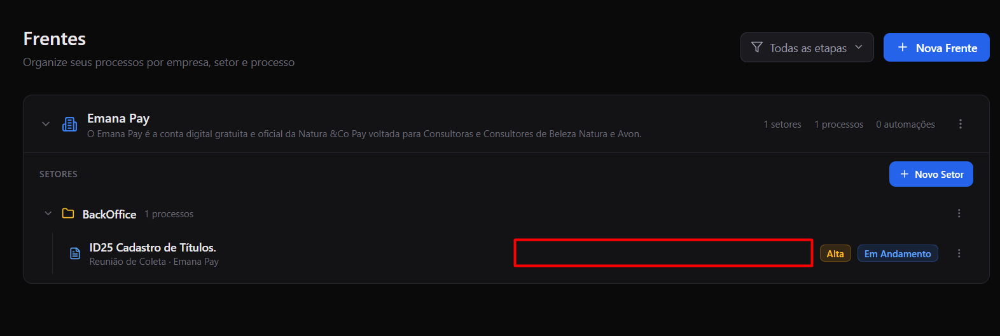 Frentes
Organize seus processos por empresa, setor e processo
Todas as etapas
Nova Frente
Emana Pay
O Emana Pay é a conta digital gratuita e oficial da Natura &Co Pay voltada para Consultoras e Consultores de Beleza Natura e Avon.
1 setores 1 processos 0 automações
SETORES
Novo Setor
BackOffice 1 processos
ID25 Cadastro de Títulos.
Reunião de Coleta · Emana Pay
Alta
Em Andamento